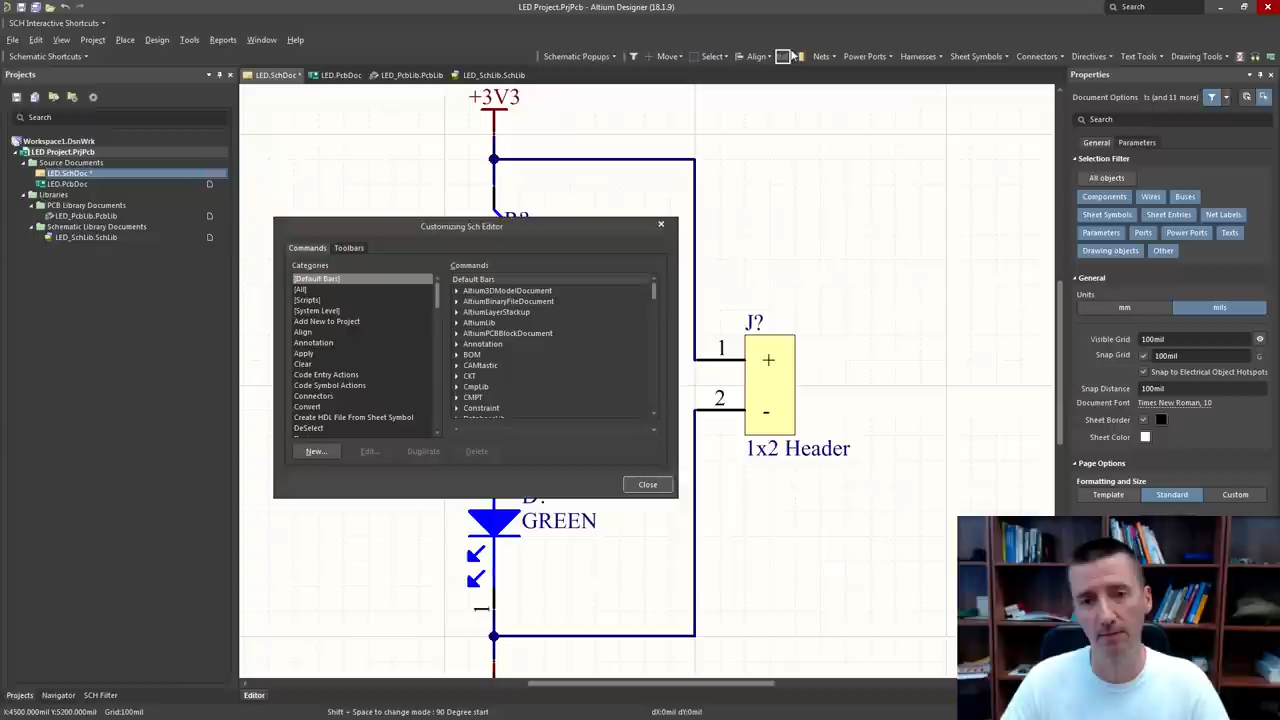 LED Project.PrjPcb - Altium Designer (18.1.9)
Search
SCH Interactive Shortcuts
File Edit View Project Place Design Tools Reports Window Help
Schematic Shortcuts
Schematic Popups Move Select Align Nets Power Ports Harnesses Sheet Symbols Connectors Directives Text Tools Drawing Tools
Projects
LED.SchDoc * LED.PcbDoc LED_PcbLib.PcbLib LED_SchLib.SchLib
Properties
Search
Workspace1.DsnWrk
LED Project.PrjPcb
Source Documents
LED.SchDoc *
LED.PcbDoc
Libraries
PCB Library Documents
LED_PcbLib.PcbLib
Schematic Library Documents
LED_SchLib.SchLib
+3V3
Customizing Sch Editor
Commands Toolbars
Categories
[Default Bars]
[All]
[Scripts]
[System Level]
Add New to Project
Align
Annotation
Apply
Clear
Code Entry Actions
Code Symbol Actions
Connectors
Convert
Create HDL File From Sheet Symbol
DeSelect
Commands
Default Bars
Altium3DModelDocument
AltiumBinaryFileDocument
AltiumLayerStackup
AltiumLib
AltiumPCBBlockDocument
Annotation
BOM
CAMtastic
CKT
CmpLib
CMPT
Constraint
New... Edit... Duplicate Delete
Close
GREEN
1
J?
1 +
2 -
1x2 Header
Document Options ts (and 11 more)
Search
General Parameters
Selection Filter
All objects
Components Wires Buses
Sheet Symbols Sheet Entries Net Labels
Parameters Ports Power Ports Texts
Drawing objects Other
General
Units
mm mils
Visible Grid 100mil
Snap Grid 100mil G
Snap to Electrical Object Hotspots
Snap Distance 100mil
Document Font Times New Roman, 10
Sheet Border
Sheet Color
Page Options
Formatting and Size
Template Standard Custom
Projects Navigator SCH Filter
Editor
X:4500.000mil Y:5200.000mil Grid:100mil
Shift + Space to change mode : 90 Degree start
dX:0mil dY:0mil